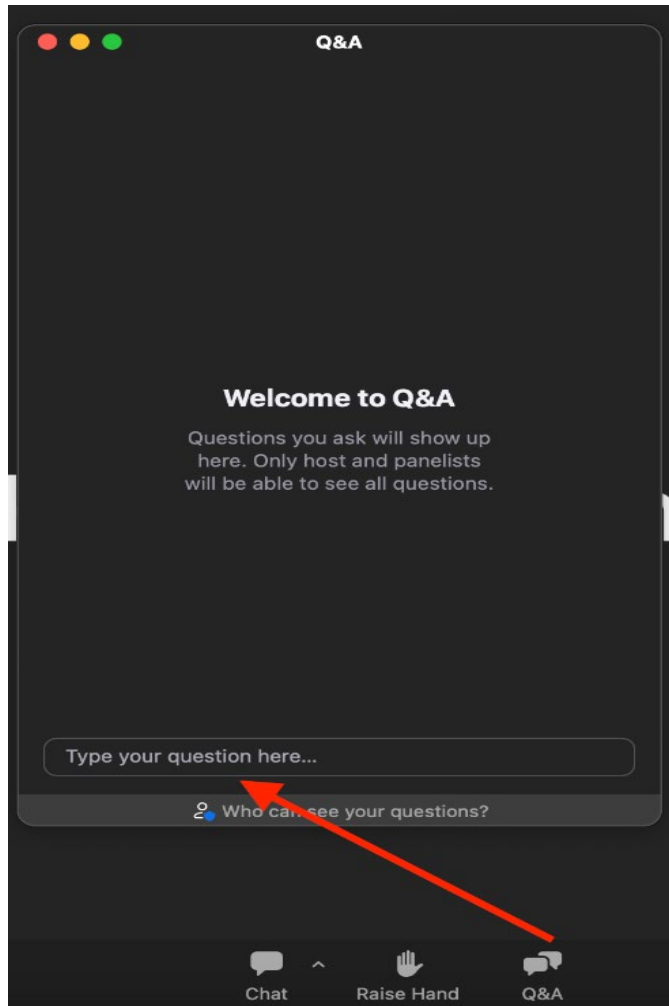 Q&A
Welcome to Q&A
Questions you ask will show up
here. Only host and panelists
will be able to see all questions.
Type your question here...
Who can see your questions?
Chat
Raise Hand
Q&A